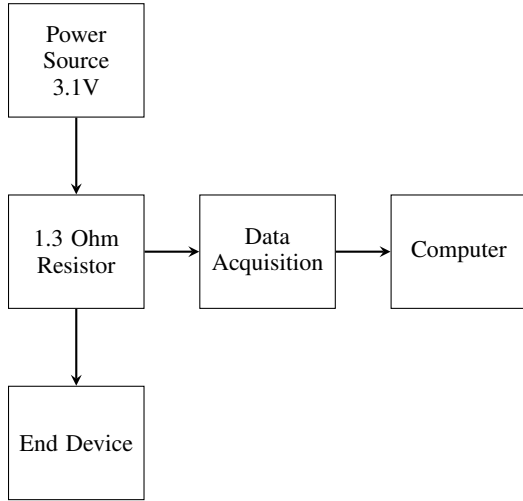 Power
Source
3.1V
1.3 Ohm
Resistor
Data
Acquisition
Computer
End Device